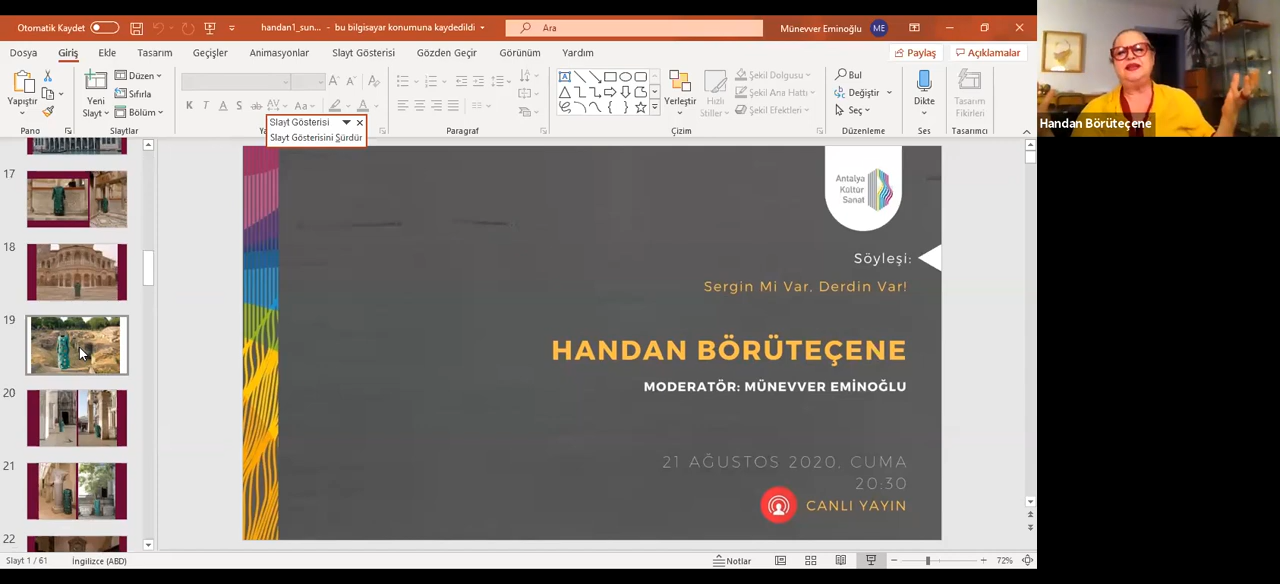 Otomatik Kaydet
handan1_sun... - bu bilgisayar konumuna kaydedildi
Ara
Münevver Eminoğlu
ME
Dosya
Giriş
Ekle
Tasarım
Geçişler
Animasyonlar
Slayt Gösterisi
Gözden Geçir
Görünüm
Yardım
Paylaş
Açıklamalar
Yapıştır
Yeni
Slayt
Düzen
Sıfırla
Bölüm
K T A S ab AV Aa
Yerleştir
Hızlı
Stiller
Şekil Dolgusu
Şekil Ana Hattı
Şekil Efektleri
Bul
Değiştir
Seç
Dikte
Tasarım
Fikirleri
Pano
Slaytlar
Paragraf
Çizim
Düzenleme
Ses
Tasarımcı
Slayt Gösterisi
Slayt Gösterisini Sürdür
17
18
19
20
21
22
Antalya
Kültür
Sanat
Söyleşi:
Sergin Mi Var, Derdin Var!
HANDAN BÖRÜTEÇENE
MODERATÖR: MÜNEVVER EMİNOĞLU
21 AĞUSTOS 2020, CUMA
20:30
CANLI YAYIN
Handan Börüteçene
Slayt 1 / 61
İngilizce (ABD)
Notlar
72%